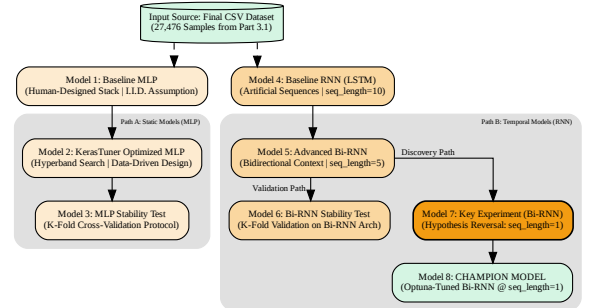 Input Source: Final CSV Dataset
(27,476 Samples from Part 3.1)
Model 1: Baseline MLP
(Human-Designed Stack | I.I.D. Assumption)
Model 4: Baseline RNN (LSTM)
(Artificial Sequences | seq_length=10)
Path A: Static Models (MLP)
Path B: Temporal Models (RNN)
Model 2: KerasTuner Optimized MLP
(Hyperband Search | Data-Driven Design)
Model 5: Advanced Bi-RNN
(Bidirectional Context | seq_length=5)
Discovery Path
Validation Path
Model 3: MLP Stability Test
(K-Fold Cross-Validation Protocol)
Model 6: Bi-RNN Stability Test
(K-Fold Validation on Bi-RNN Arch)
Model 7: Key Experiment (Bi-RNN)
(Hypothesis Reversal: seq_length=1)
Model 8: CHAMPION MODEL
(Optuna-Tuned Bi-RNN @ seq_length=1)